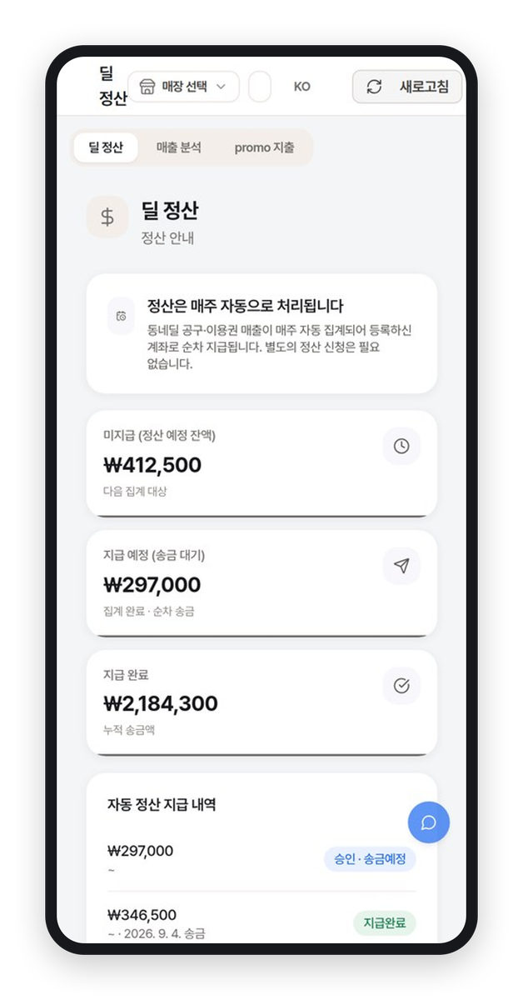 딜
정산
매장 선택
KO
새로고침
딜 정산
매출 분석
promo 지출
딜 정산
정산 안내
정산은 매주 자동으로 처리됩니다
동네딜 공구·이용권 매출이 매주 자동 집계되어 등록하신
계좌로 순차 지급됩니다. 별도의 정산 신청은 필요
없습니다.
미지급 (정산 예정 잔액)
₩412,500
다음 집계 대상
지급 예정 (송금 대기)
₩297,000
집계 완료 · 순차 송금
지급 완료
₩2,184,300
누적 송금액
자동 정산 지급 내역
₩297,000
~
승인 · 송금예정
₩346,500
~ · 2026. 9. 4. 송금
지급완료